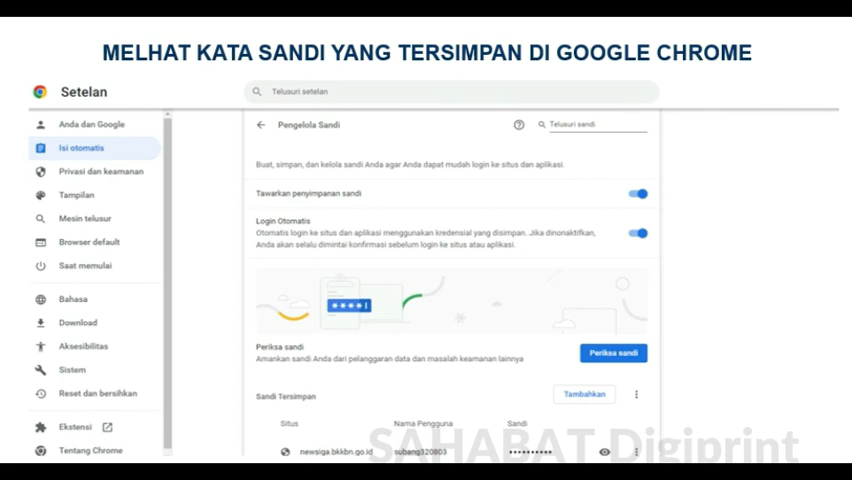 MELHAT KATA SANDI YANG TERSIMPAN DI GOOGLE CHROME
Setelan
Telusuri setelan
Anda dan Google
Isi otomatis
Privasi dan keamanan
Tampilan
Mesin telusur
Browser default
Saat memulai
Bahasa
Download
Aksesibilitas
Sistem
Reset dan bersihkan
Ekstensi
Tentang Chrome
Pengelola Sandi
Telusuri sandi
Buat, simpan, dan kelola sandi Anda agar Anda dapat mudah login ke situs dan aplikasi.
Tawarkan penyimpanan sandi
Login Otomatis
Otomatis login ke situs dan aplikasi menggunakan kredensial yang disimpan. Jika dinonaktifkan,
Anda akan selalu dimintai konfirmasi sebelum login ke situs atau aplikasi.
Periksa sandi
Amankan sandi Anda dari pelanggaran data dan masalah keamanan lainnya
Periksa sandi
Sandi Tersimpan
Tambahkan
Situs Nama Pengguna Sandi
newsiga.bkkbn.go.id subang320803 ••••••••••
SAHABAT Digiprint